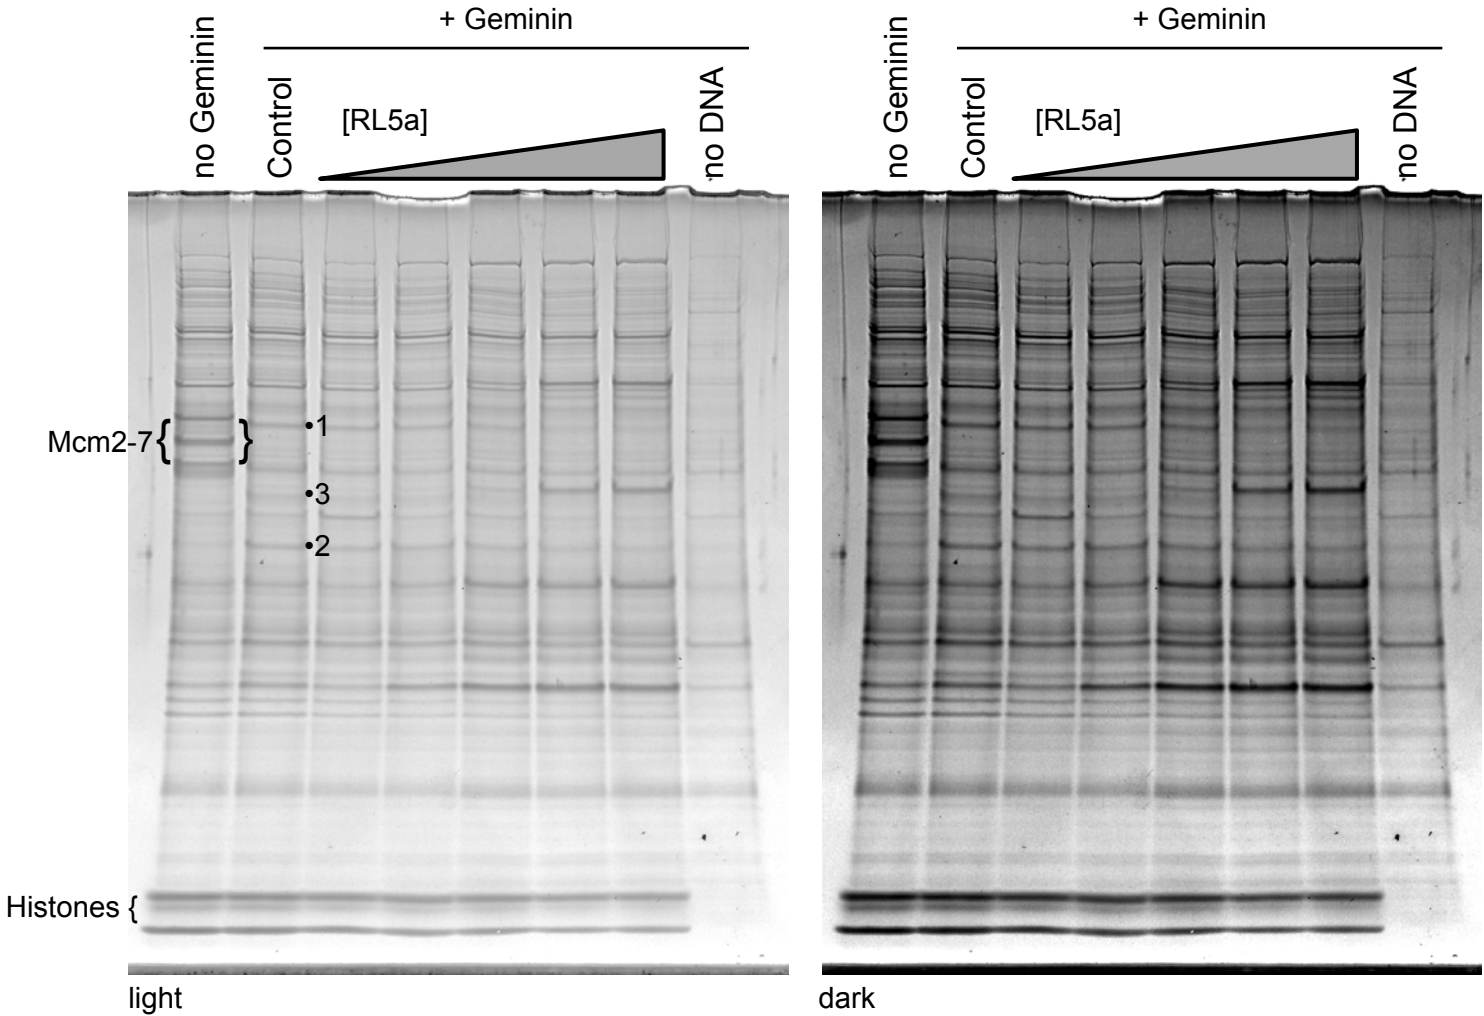 + Geminin
no Geminin
Control
[RL5a]
no DNA
Mcm2-7{ }
•1
•3
•2
Histones {
light
+ Geminin
no Geminin
Control
[RL5a]
no DNA
dark